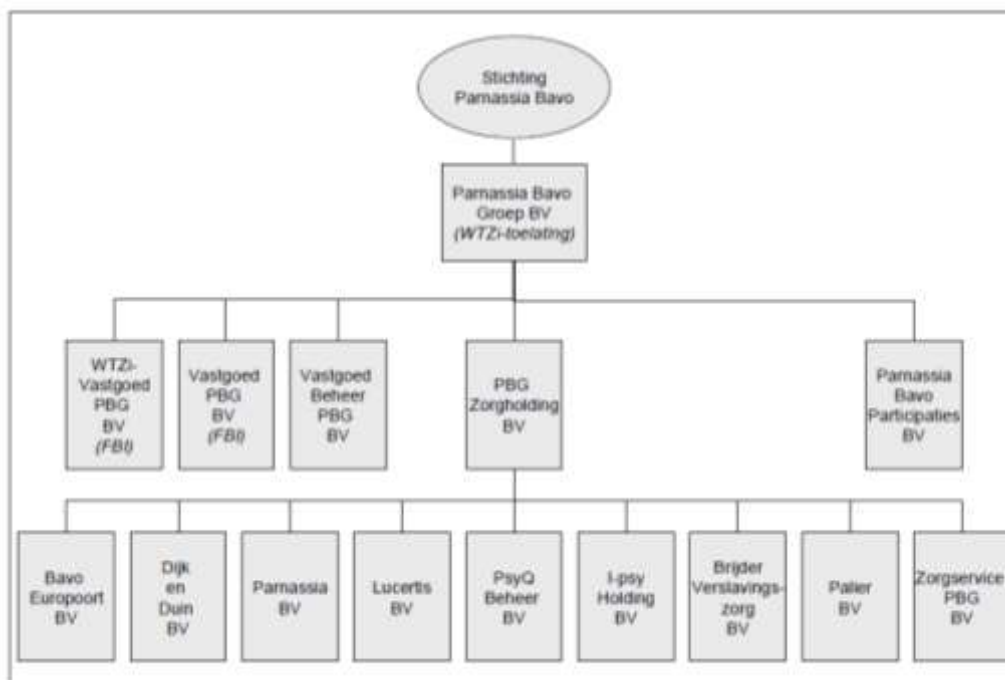 Stichting
Parnassia Bavo
Parnassia Bavo
Groep BV
(WTZi-toelating)
WTZi-
Vastgoed
PBG
BV
(FBI)
Vastgoed
PBG
BV
(FBI)
Vastgoed
Beheer
PBG
BV
PBG
Zorgholding
BV
Parnassia
Bavo
Participaties
BV
Bavo
Europoort
BV
Dijk
en
Duin
BV
Parnassia
BV
Lucertis
BV
PsyQ
Beheer
BV
I-psy
Holding
BV
Brijder
Verslavings-
zorg
BV
Palier
BV
Zorgservice
PBG
BV